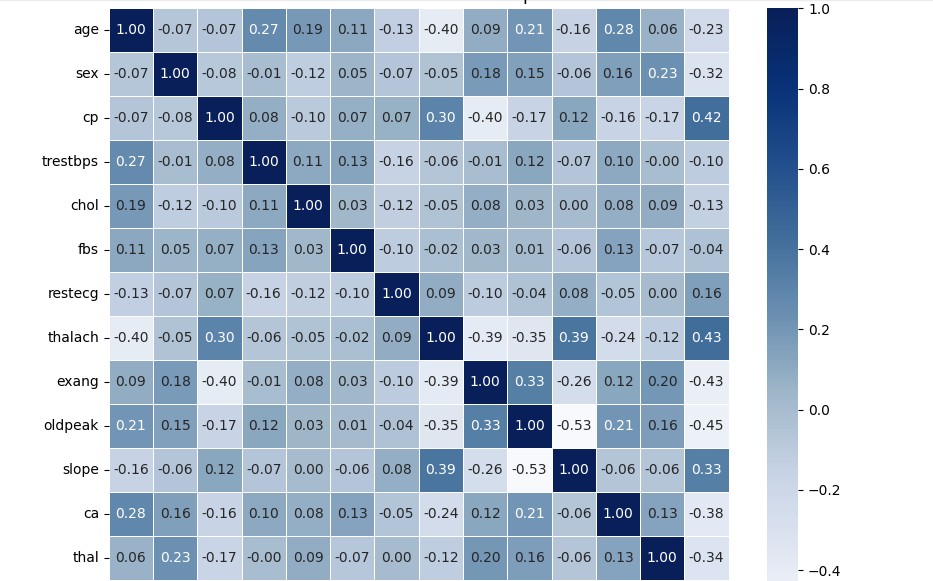 age 1.00 -0.07 -0.07 0.27 0.19 0.11 -0.13 -0.40 0.09 0.21 -0.16 0.28 0.06 -0.23
sex -0.07 1.00 -0.08 -0.01 -0.12 0.05 -0.07 -0.05 0.18 0.15 -0.06 0.16 0.23 -0.32
cp -0.07 -0.08 1.00 0.08 -0.10 0.07 0.07 0.30 -0.40 -0.17 0.12 -0.16 -0.17 0.42
trestbps 0.27 -0.01 0.08 1.00 0.11 0.13 -0.16 -0.06 -0.01 0.12 -0.07 0.10 -0.00 -0.10
chol 0.19 -0.12 -0.10 0.11 1.00 0.03 -0.12 -0.05 0.08 0.03 0.00 0.08 0.09 -0.13
fbs 0.11 0.05 0.07 0.13 0.03 1.00 -0.10 -0.02 0.03 0.01 -0.06 0.13 -0.07 -0.04
restecg -0.13 -0.07 0.07 -0.16 -0.12 -0.10 1.00 0.09 -0.10 -0.04 0.08 -0.05 0.00 0.16
thalach -0.40 -0.05 0.30 -0.06 -0.05 -0.02 0.09 1.00 -0.39 -0.35 0.39 -0.24 -0.12 0.43
exang 0.09 0.18 -0.40 -0.01 0.08 0.03 -0.10 -0.39 1.00 0.33 -0.26 0.12 0.20 -0.43
oldpeak 0.21 0.15 -0.17 0.12 0.03 0.01 -0.04 -0.35 0.33 1.00 -0.53 0.21 0.16 -0.45
slope -0.16 -0.06 0.12 -0.07 0.00 -0.06 0.08 0.39 -0.26 -0.53 1.00 -0.06 -0.06 0.33
ca 0.28 0.16 -0.16 0.10 0.08 0.13 -0.05 -0.24 0.12 0.21 -0.06 1.00 0.13 -0.38
thal 0.06 0.23 -0.17 -0.00 0.09 -0.07 0.00 -0.12 0.20 0.16 -0.06 0.13 1.00 -0.34
1.0
0.8
0.6
0.4
0.2
0.0
−0.2
−0.4